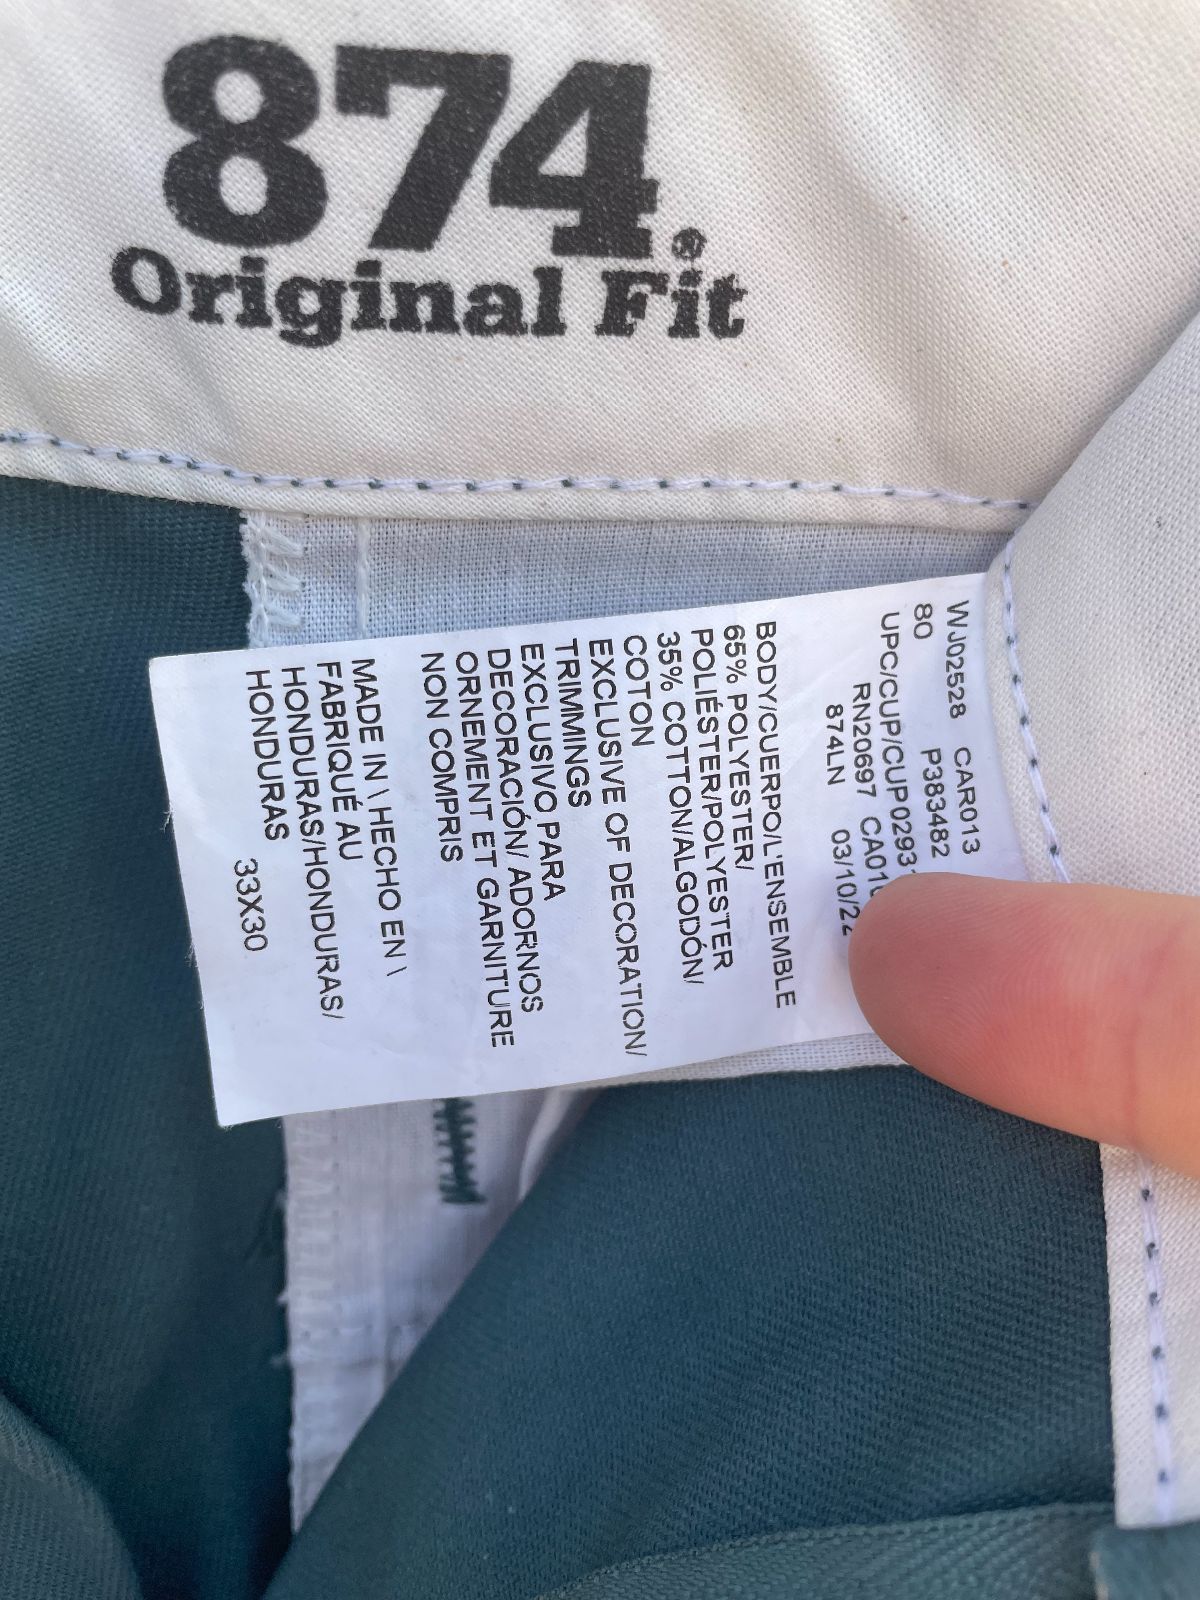 874®
Original Fit
WJ02528 CAR013
80 P383482
UPC/CUP/CUP0293
RN20697 CA01
874LN 03/10/22
BODY/CUERPO/L'ENSEMBLE
65% POLYESTER/
POLIÉSTER/POLYESTER
35% COTTON/ALGODÓN/
COTON
EXCLUSIVE OF DECORATION/
TRIMMINGS
EXCLUSIVO PARA
DECORACIÓN/ ADORNOS
ORNEMENT ET GARNITURE
NON COMPRIS
MADE IN \ HECHO EN \
FABRIQUÉ AU
HONDURAS/HONDURAS/
HONDURAS
33X30